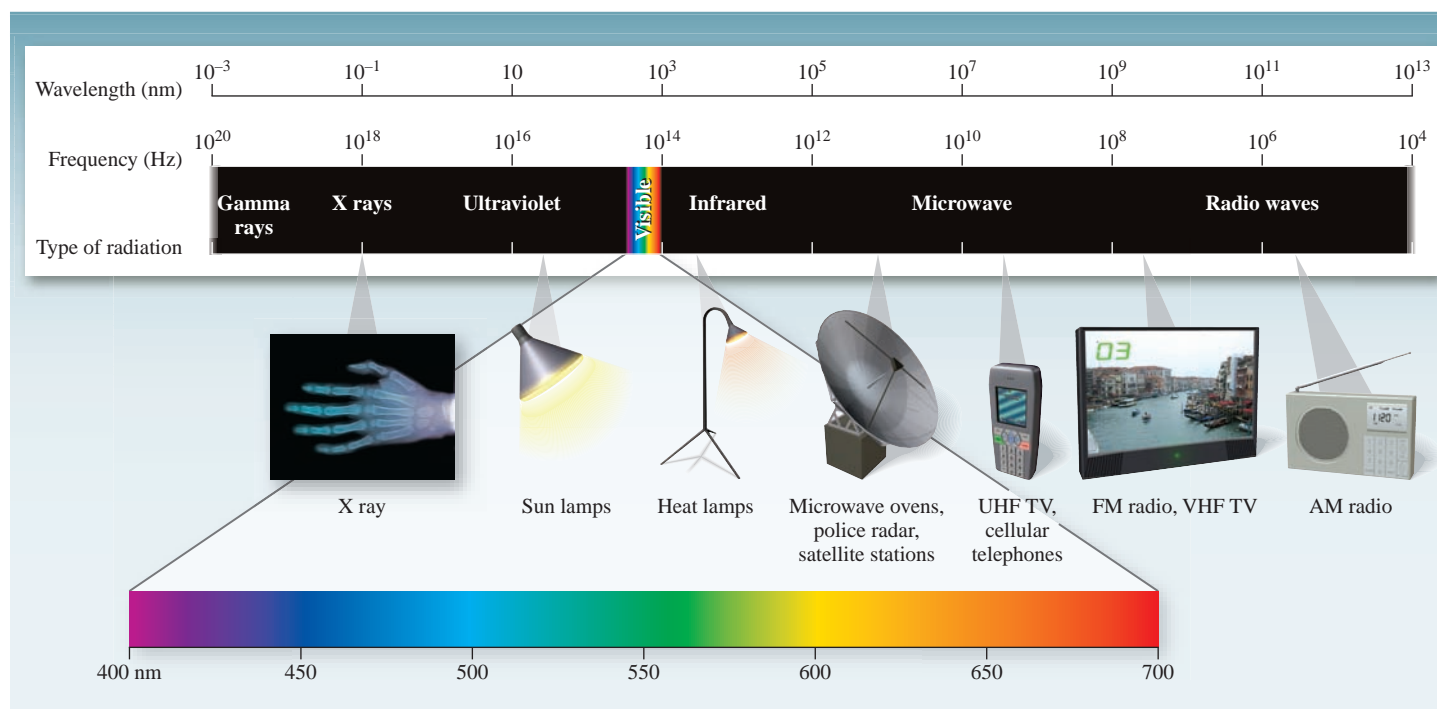 10⁻³ 10⁻¹ 10 10³ 10⁵ 10⁷ 10⁹ 10¹¹ 10¹³
Wavelength (nm)
10²⁰ 10¹⁸ 10¹⁶ 10¹⁴ 10¹² 10¹⁰ 10⁸ 10⁶ 10⁴
Frequency (Hz)
Gamma
rays
X rays
Ultraviolet
Visible
Infrared
Microwave
Radio waves
Type of radiation
03
X ray
Sun lamps
Heat lamps
Microwave ovens,
police radar,
satellite stations
UHF TV,
cellular
telephones
FM radio, VHF TV
AM radio
400 nm 450 500 550 600 650 700